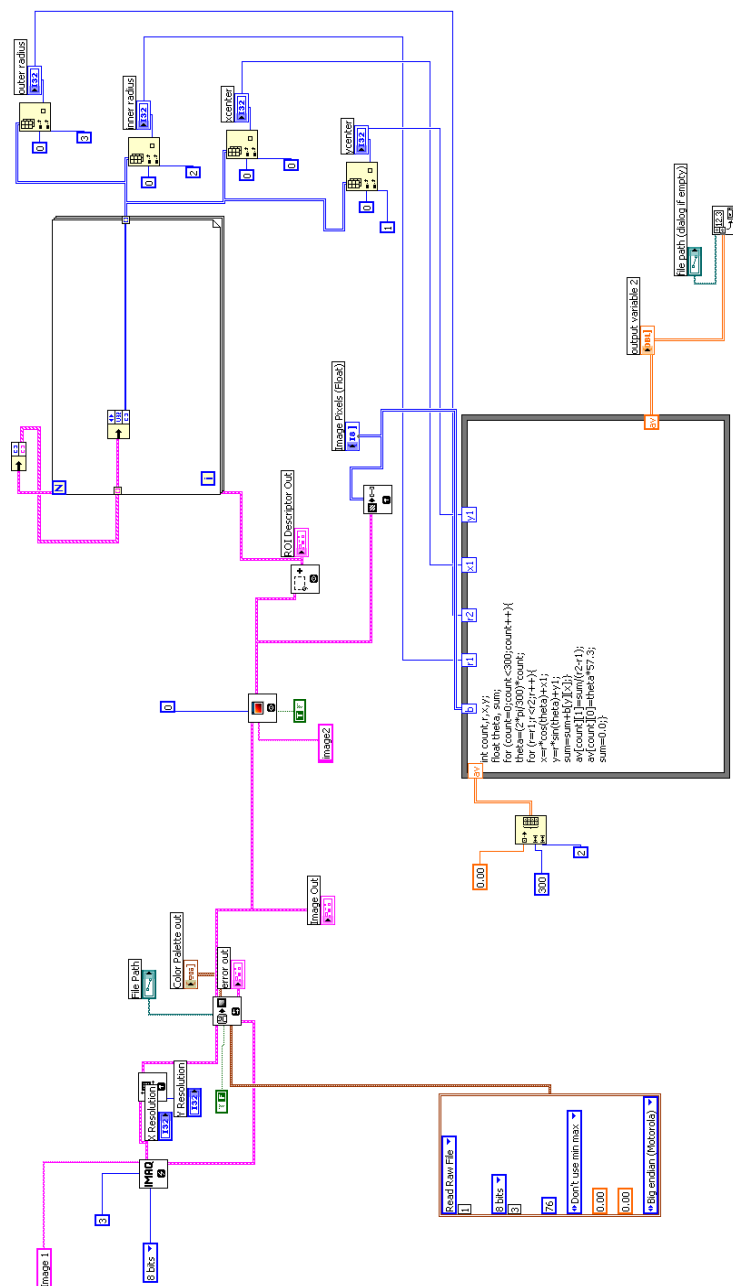 Image 1
3
8 bits
IMAQ
X Resolution
I32
Y Resolution
I32
File Path
Color Palette out
error out
Image Out
Read Raw File
1
8 bits
3
76
Don't use min max
0.00
0.00
Big endian (Motorola)
0
image2
ROI Descriptor Out
Image Pixels (Float)
N
i
outer radius
I32
0
3
inner radius
I32
0
2
xcenter
I32
0
0
ycenter
I32
0
1
0.00
300
2
av
b
r1
r2
x1
y1
int count,r,x,y;
float theta, sum;
for (count=0;count<300;count++){
theta=(2*pi/300)*count;
for (r=r1;r<r2;r++){
x=r*cos(theta)+x1;
y=r*sin(theta)+y1;
sum=sum+b[y][x];}
av[count][1]=sum/(r2-r1);
av[count][0]=theta*57.3;
sum=0.0;}
av
output variable 2
file path (dialog if empty)